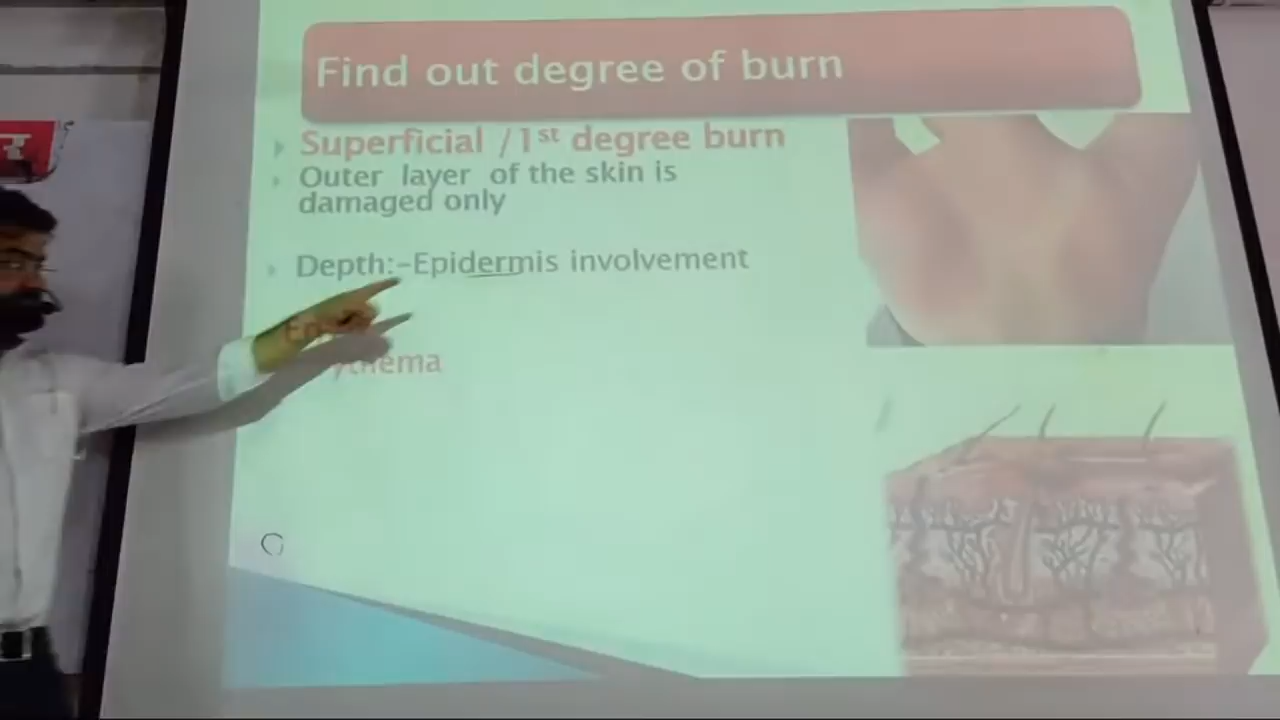 Find out degree of burn
Superficial /1st degree burn
Outer layer of the skin is
damaged only
Depth:-Epidermis involvement